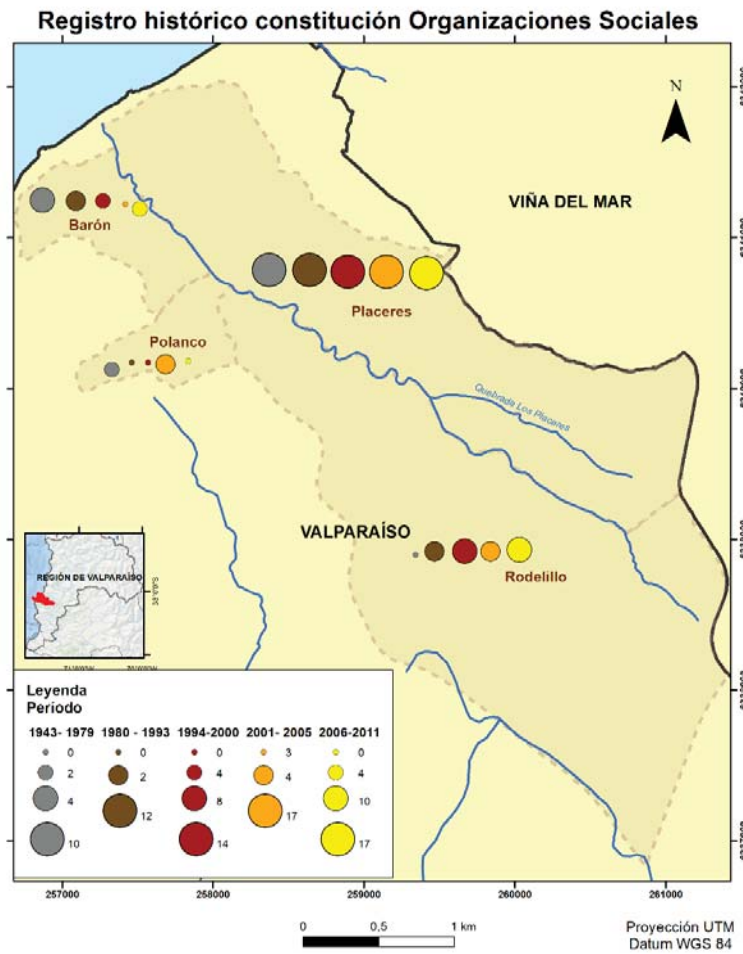 Registro histórico constitución Organizaciones Sociales
N
VIÑA DEL MAR
Barón
Placeres
Polanco
Quebrada Los Placeres
VALPARAÍSO
Rodelillo
REGIÓN DE VALPARAÍSO
Leyenda
Periodo
1943- 1979 1980 - 1993 1994-2000 2001- 2005 2006-2011
0 0 0 3 0
2 2 4 4 4
4 12 8 17 10
10 14 17
257000 258000 259000 260000 261000
0 0,5 1 km
Proyección UTM
Datum WGS 84